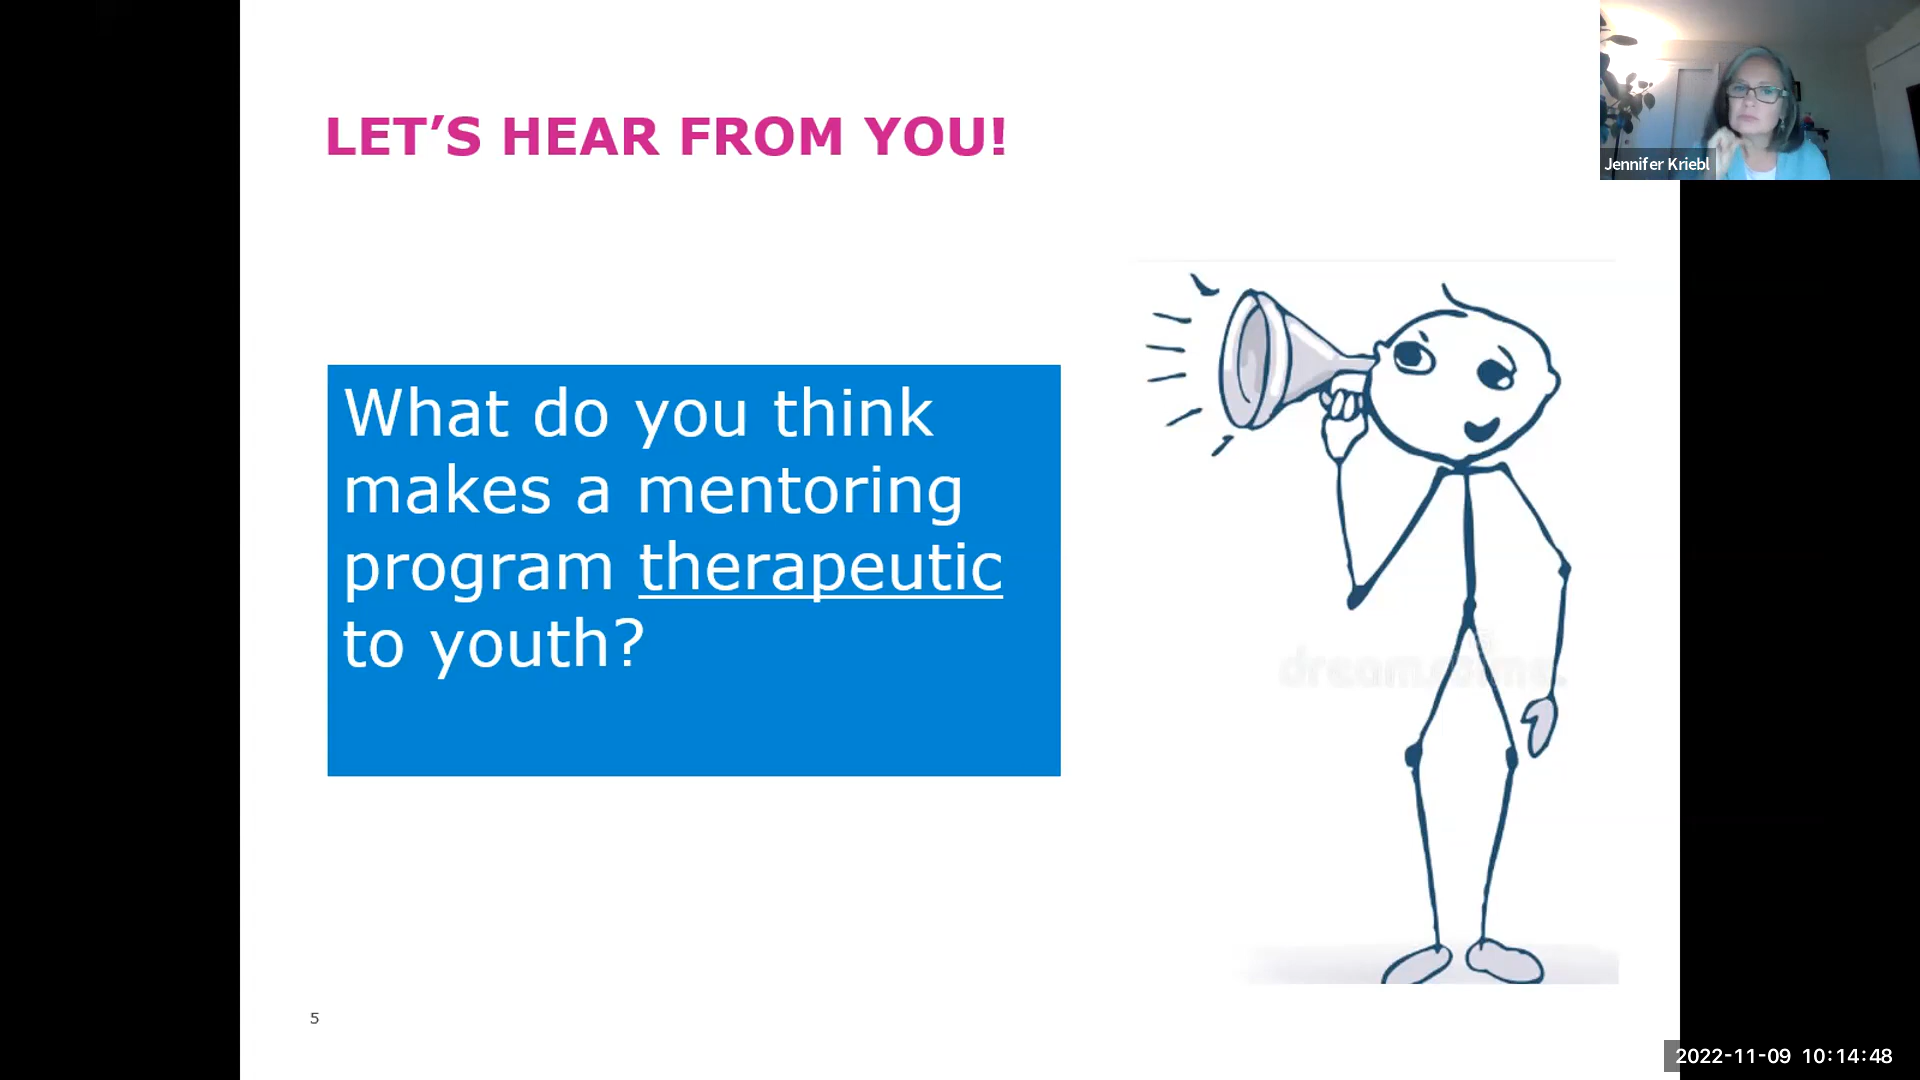 LET’S HEAR FROM YOU!
Jennifer Kriebl
What do you think
makes a mentoring
program therapeutic
to youth?
5
2022-11-09 10:14:48